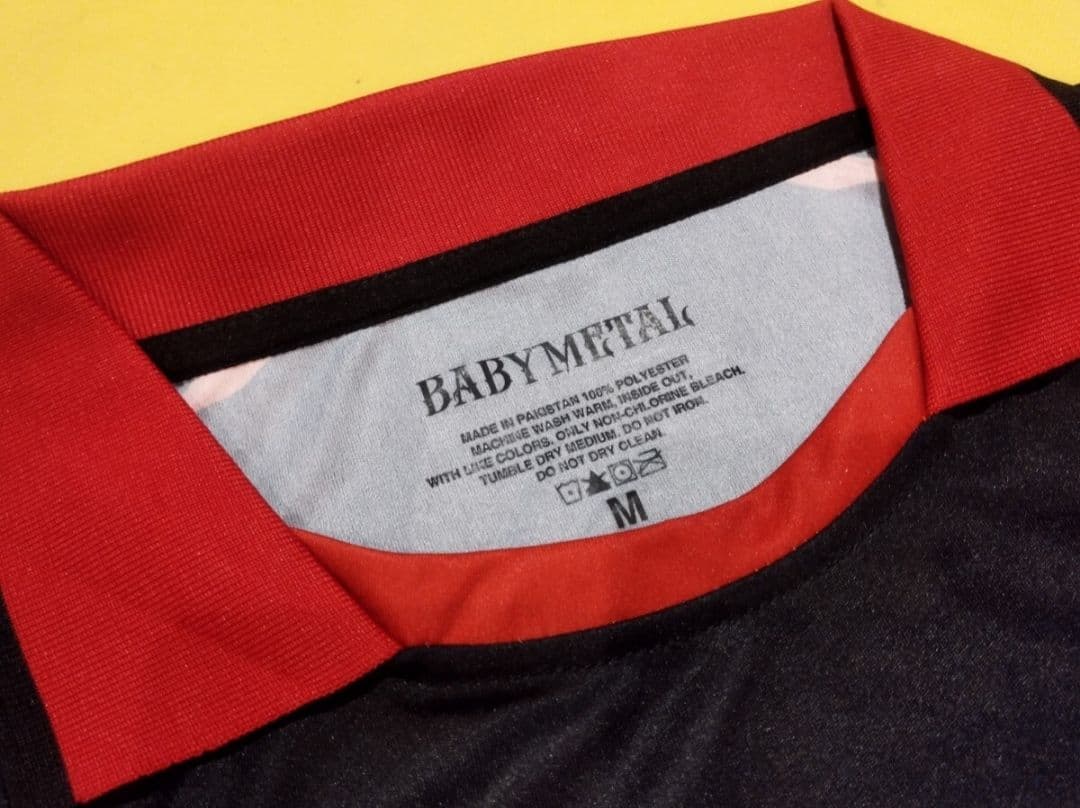 BABYMETAL
MADE IN PAKISTAN 100% POLYESTER
MACHINE WASH WARM, INSIDE OUT,
WITH LIKE COLORS. ONLY NON-CHLORINE BLEACH.
TUMBLE DRY MEDIUM. DO NOT IRON.
DO NOT DRY CLEAN.
M